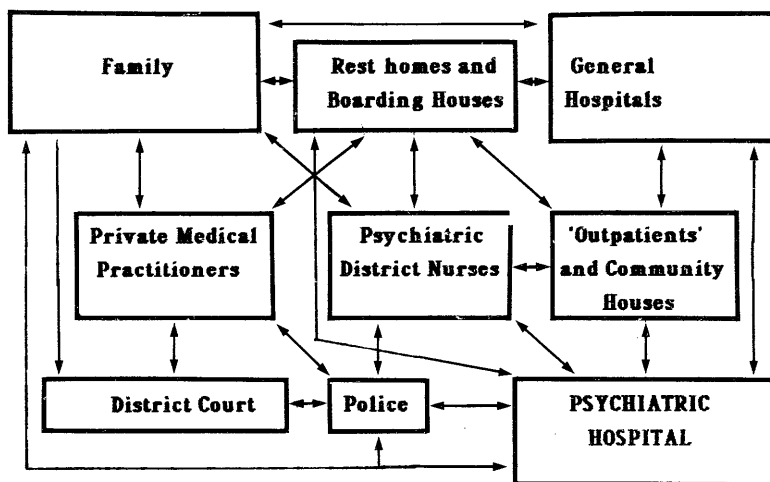 Family
Rest homes and
Boarding Houses
General
Hospitals
Private Medical
Practitioners
Psychiatric
District Nurses
'Outpatients'
and Community
Houses
District Court
Police
PSYCHIATRIC
HOSPITAL